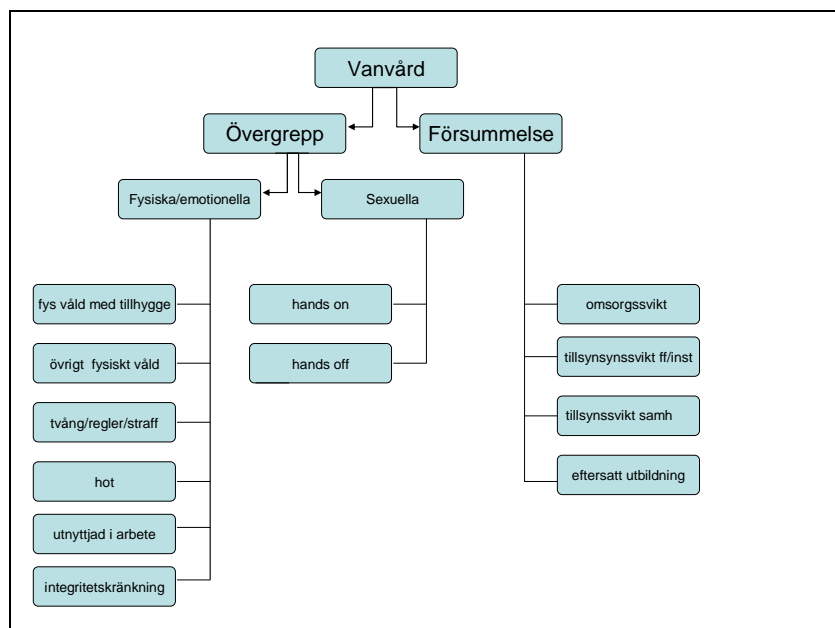 Vanvård
Övergrepp
Försummelse
Fysiska/emotionella
Sexuella
fys våld med tillhygge
övrigt fysiskt våld
tvång/regler/straff
hot
utnyttjad i arbete
integritetskränkning
hands on
hands off
omsorgssvikt
tillsynsynssvikt ff/inst
tillsynssvikt samh
eftersatt utbildning